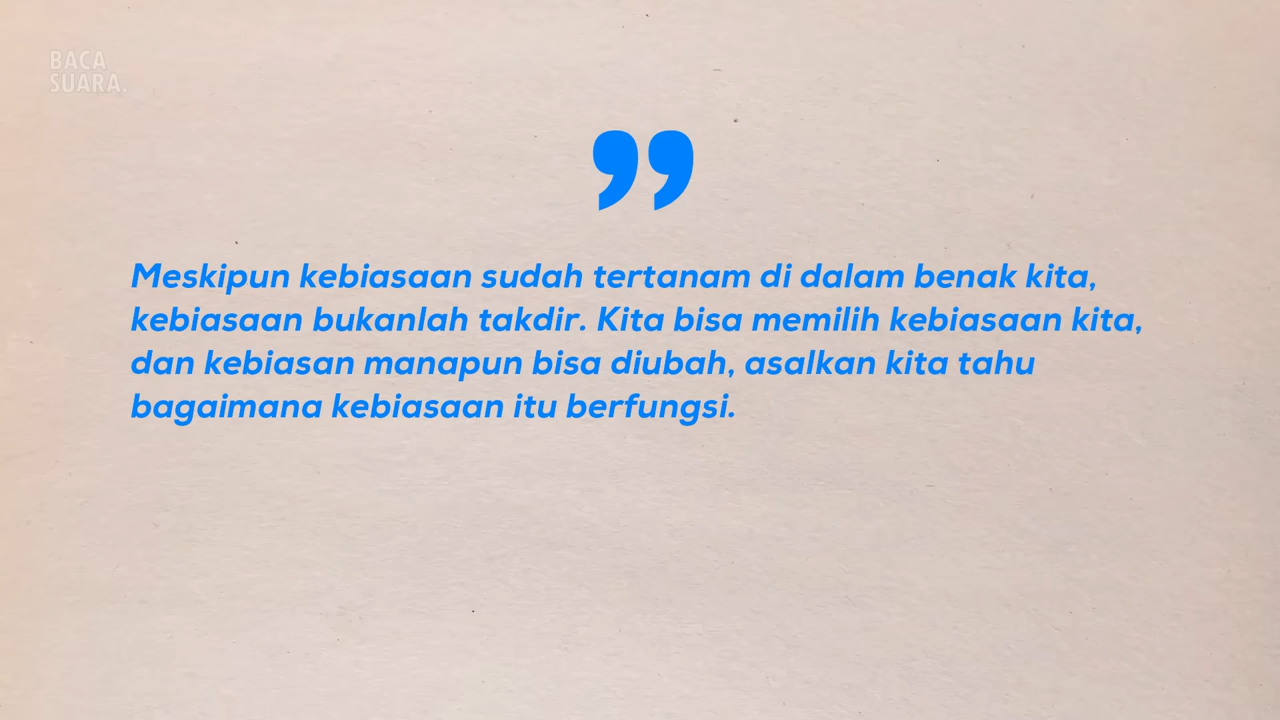 BACA
SUARA.
”
Meskipun kebiasaan sudah tertanam di dalam benak kita,
kebiasaan bukanlah takdir. Kita bisa memilih kebiasaan kita,
dan kebiasan manapun bisa diubah, asalkan kita tahu
bagaimana kebiasaan itu berfungsi.